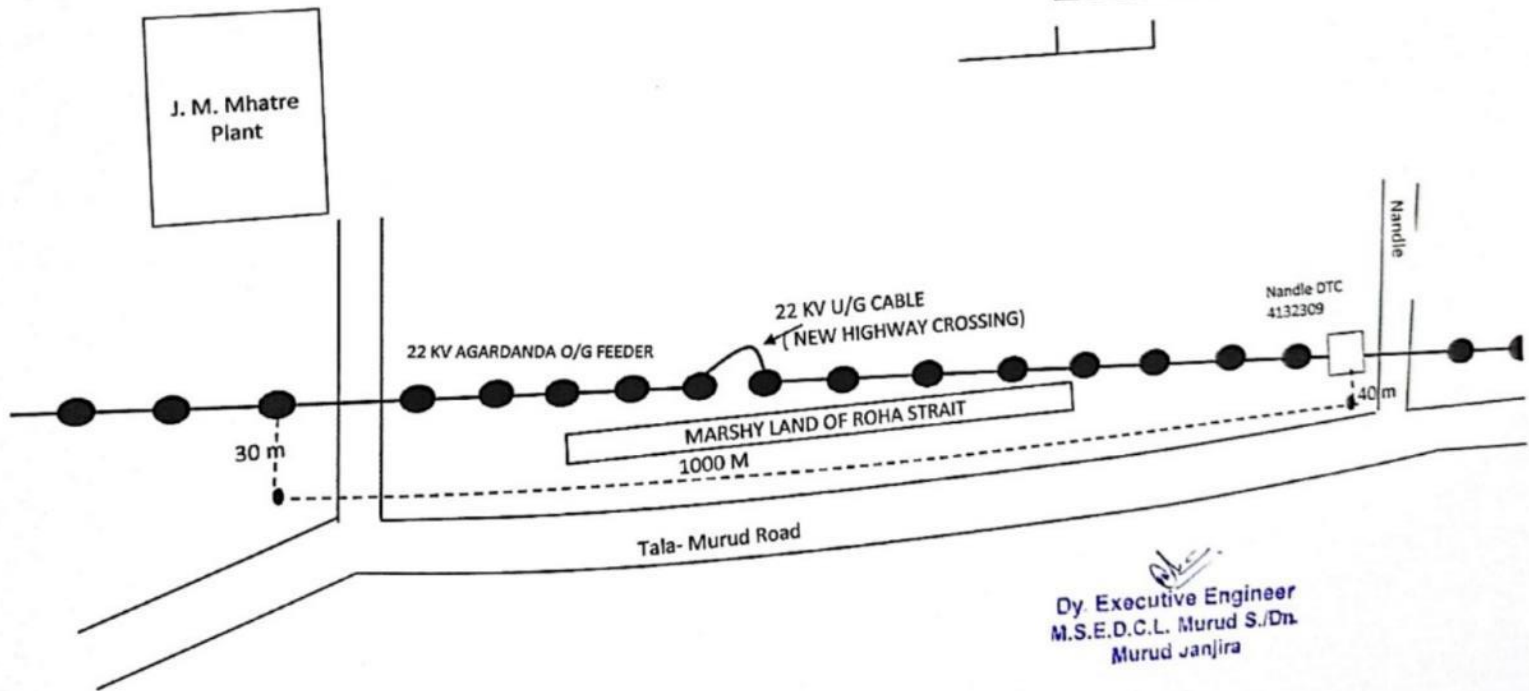 J. M. Mhatre
Plant
Nandle
22 KV U/G CABLE
( NEW HIGHWAY CROSSING)
Nandle DTC
4132309
22 KV AGARDANDA O/G FEEDER
40 m
MARSHY LAND OF ROHA STRAIT
30 m
1000 M
Tala- Murud Road
Dy. Executive Engineer
M.S.E.D.C.L. Murud S./Dn.
Murud Janjira